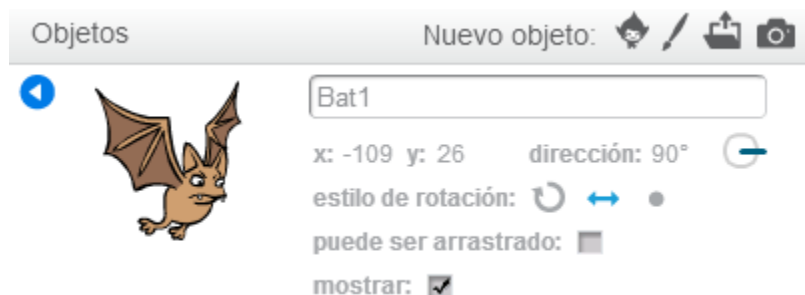 Objetos Nuevo objeto:
Bat1
x: -109 y: 26 dirección: 90°
estilo de rotación:
puede ser arrastrado:
mostrar: